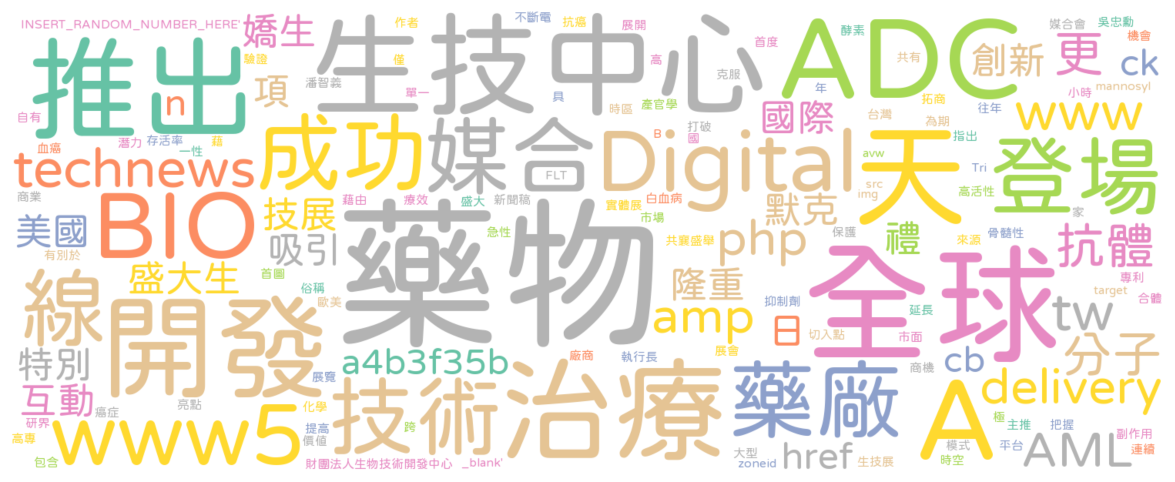 INSERT_RANDOM_NUMBER_HERE'
嬌生
作者
不斷電
抗癌
展開
酵素
媒合會
吳忠勳
機會
推出
驗證
僅
生技中心
高
首度
ADC
共有
創新
更
ck
項
潘智義
單一
克服
年
拓商
小時
mannosyl
n
自有
具
時區
產官學
國際
台灣
為期
往年
www
潛力
存活率
藉
成功
媒合
日
國
打破
指出
血癌
一性
technews
FLT
Digital
avw
天
Tri
登場
商業
BIO
技展
藉由
療效
盛大
新聞稿
白血病
實體展
市場
默克
src
img
高活性
家
美國
有別於
吸引
急性
藥物
共襄盛舉
php
保護
禮
來源
骨髓性
抗體
盛大生
首圖
俗稱
歐美
隆重
全球
專利
合體
target
線
開發
amp
抑制劑
延長
tw
日
切入點
市面
特別
a4b3f35b
展會
廠商
執行長
展寬
技術
治療
藥廠
商機
cb
分子
delivery
互動
癌症
亮點
研界
www5
化學
提高
價值
跨
極
主推
把握
A
高專
包含
財團法人生物技術開發中心
_blank'
大型
zoneid
href
生技展
模式
時空
平台
AML
副作用
連續